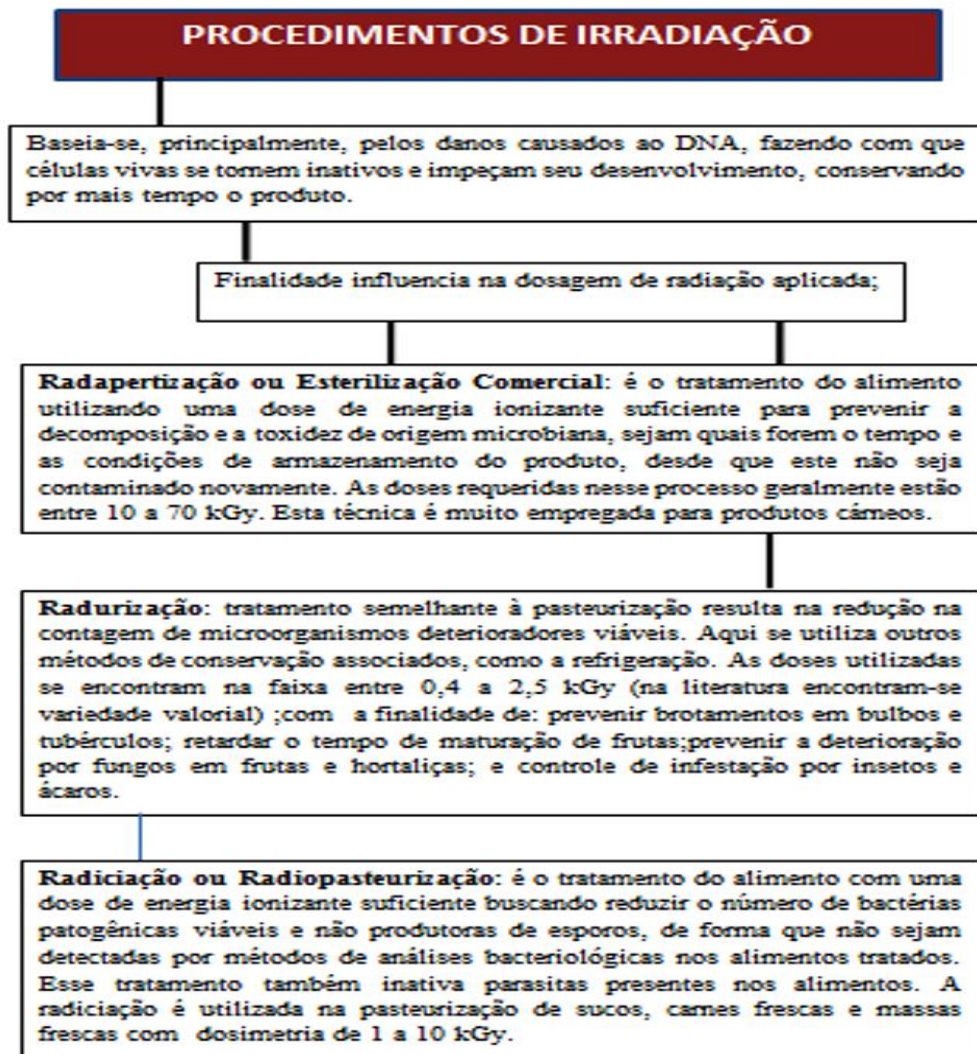 PROCEDIMENTOS DE IRRADIAÇÃO
Baseia-se, principalmente, pelos danos causados ao DNA, fazendo com que
células vivas se tornem inativos e impeçam seu desenvolvimento, conservando
por mais tempo o produto.
Finalidade influencia na dosagem de radiação aplicada;
Radapertização ou Esterilização Comercial: é o tratamento do alimento
utilizando uma dose de energia ionizante suficiente para prevenir a
decomposição e a toxidez de origem microbiana, sejam quais forem o tempo e
as condições de armazenamento do produto, desde que este não seja
contaminado novamente. As doses requeridas nesse processo geralmente estão
entre 10 a 70 kGy. Esta técnica é muito empregada para produtos cárneos.
Radurização: tratamento semelhante à pasteurização resulta na redução na
contagem de microorganismos deterioradores viáveis. Aqui se utiliza outros
métodos de conservação associados, como a refrigeração. As doses utilizadas
se encontram na faixa entre 0,4 a 2,5 kGy (na literatura encontram-se
variedade valorial) ;com a finalidade de: prevenir brotamentos em bulbos e
tubérculos; retardar o tempo de maturação de frutas;prevenir a deterioração
por fungos em frutas e hortaliças; e controle de infestação por insetos e
ácaros.
Radiciação ou Radiopasteurização: é o tratamento do alimento com uma
dose de energia ionizante suficiente buscando reduzir o número de bactérias
patogênicas viáveis e não produtoras de esporos, de forma que não sejam
detectadas por métodos de análises bacteriológicas nos alimentos tratados.
Esse tratamento também inativa parasitas presentes nos alimentos. A
radiciação é utilizada na pasteurização de sucos, carnes frescas e massas
frescas com dosimetria de 1 a 10 kGy.